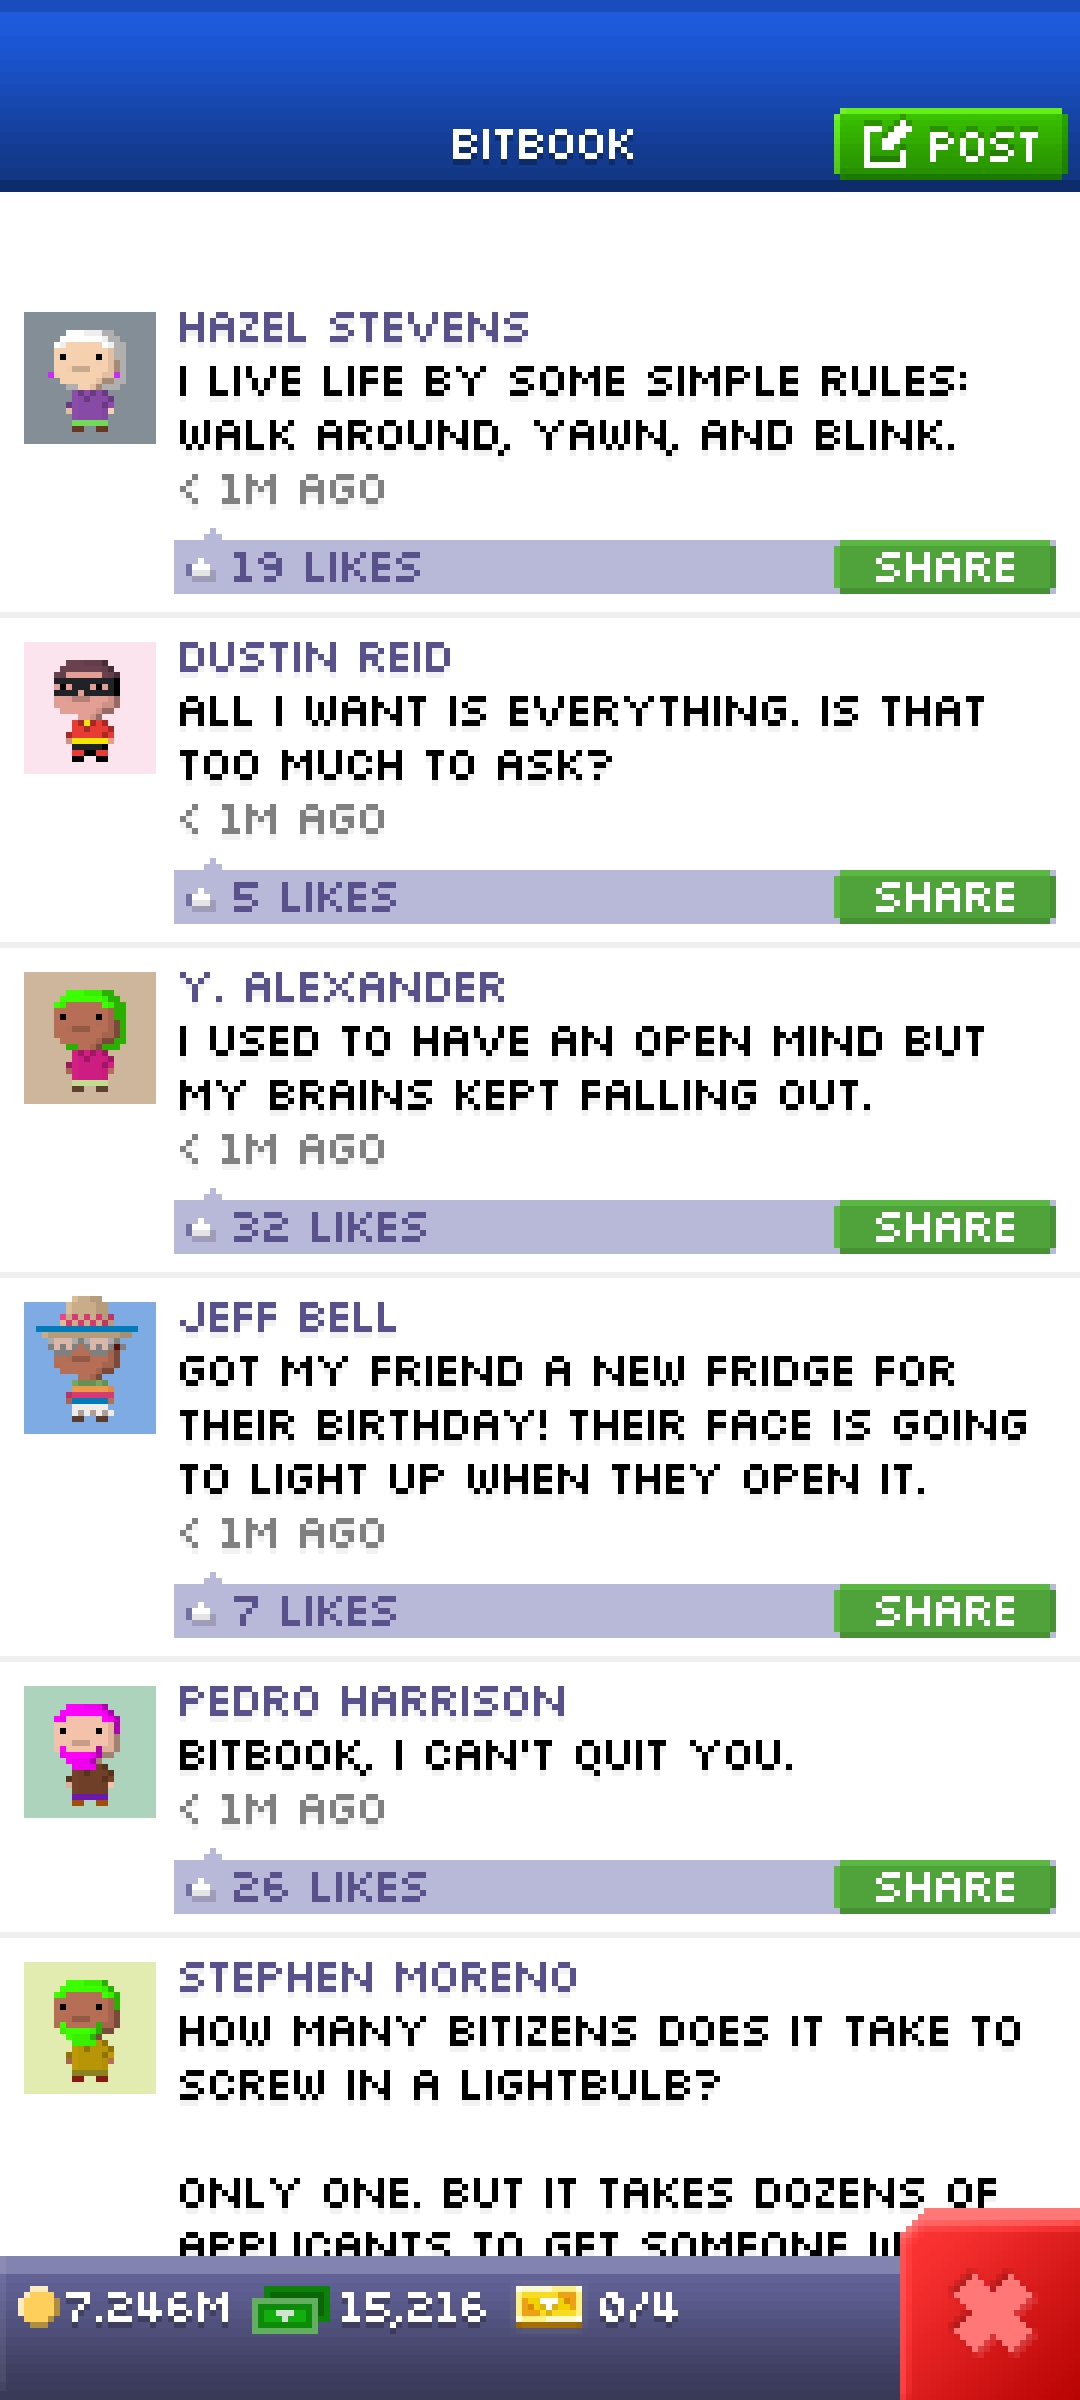 BITBOOK
POST
HAZEL STEVENS
I LIVE LIFE BY SOME SIMPLE RULES:
WALK AROUND, YAWN, AND BLINK.
< 1M AGO
19 LIKES
SHARE
DUSTIN REID
ALL I WANT IS EVERYTHING. IS THAT
TOO MUCH TO ASK?
< 1M AGO
5 LIKES
SHARE
Y. ALEXANDER
I USED TO HAVE AN OPEN MIND BUT
MY BRAINS KEPT FALLING OUT.
< 1M AGO
32 LIKES
SHARE
JEFF BELL
GOT MY FRIEND A NEW FRIDGE FOR
THEIR BIRTHDAY! THEIR FACE IS GOING
TO LIGHT UP WHEN THEY OPEN IT.
< 1M AGO
7 LIKES
SHARE
PEDRO HARRISON
BITBOOK, I CAN'T QUIT YOU.
< 1M AGO
26 LIKES
SHARE
STEPHEN MORENO
HOW MANY BITIZENS DOES IT TAKE TO
SCREW IN A LIGHTBULB?
ONLY ONE. BUT IT TAKES DOZENS OF
APPLICANTS TO GET SOMEONE
7.246M 15,216 0/4